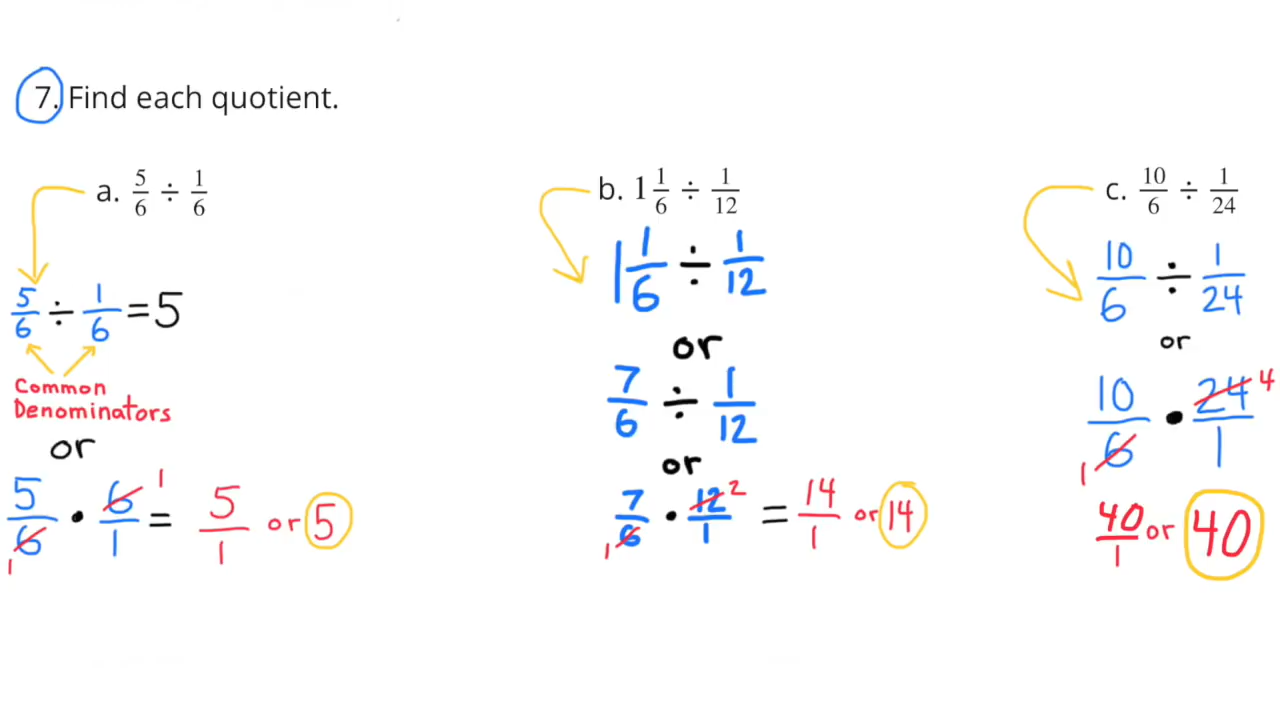 7. Find each quotient.
a. 5/6 ÷ 1/6
5/6 ÷ 1/6 = 5
Common
Denominators
or
5/6 • 6/1 = 5/1 or 5
1 1
b. 1 1/6 ÷ 1/12
1 1/6 ÷ 1/12
or
7/6 ÷ 1/12
or
7/6 • 12/1 = 14/1 or 14
1 2
c. 10/6 ÷ 1/24
10/6 ÷ 1/24
or
10/6 • 24/1
1 4
40/1 or 40